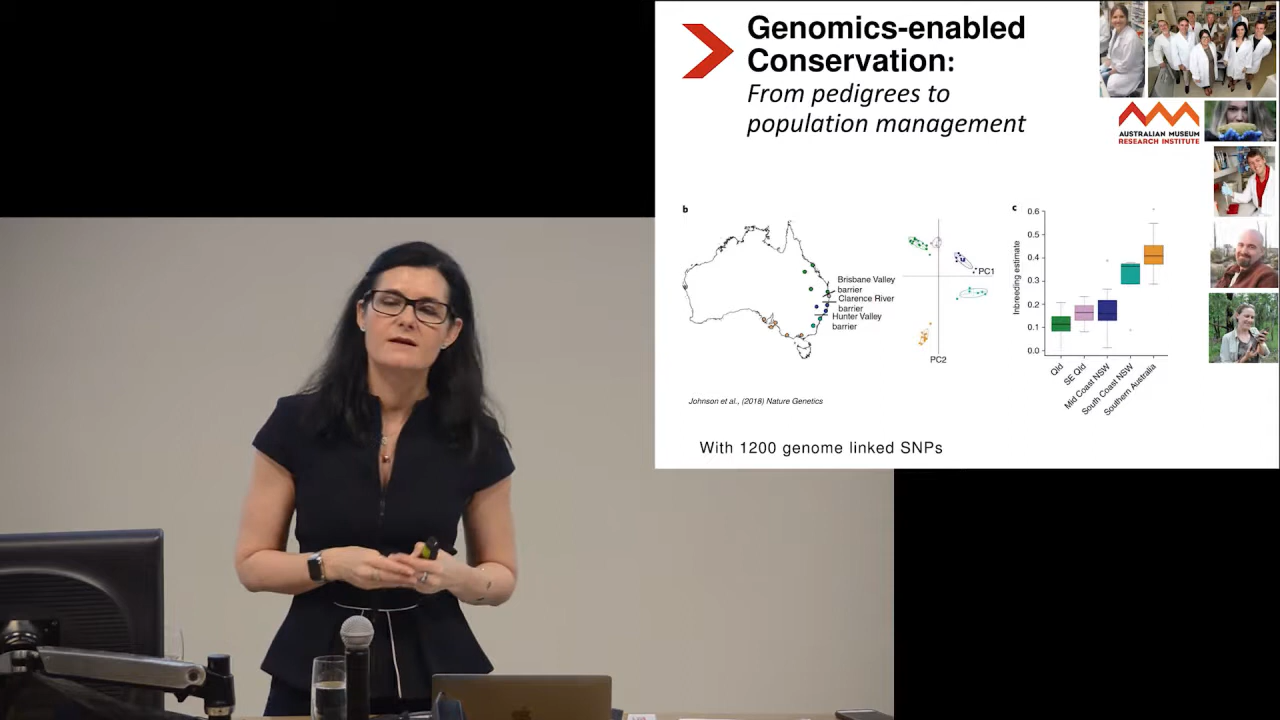 Genomics-enabled
Conservation:
From pedigrees to
population management
AUSTRALIAN MUSEUM
RESEARCH INSTITUTE
b
Brisbane Valley
barrier
Clarence River
barrier
Hunter Valley
barrier
PC1
PC2
c
Inbreeding estimate
0.6
0.5
0.4
0.3
0.2
0.1
0.0
Qld
SE Qld
Mid Coast NSW
South Coast NSW
Southern Australia
Johnson et al., (2018) Nature Genetics
With 1200 genome linked SNPs